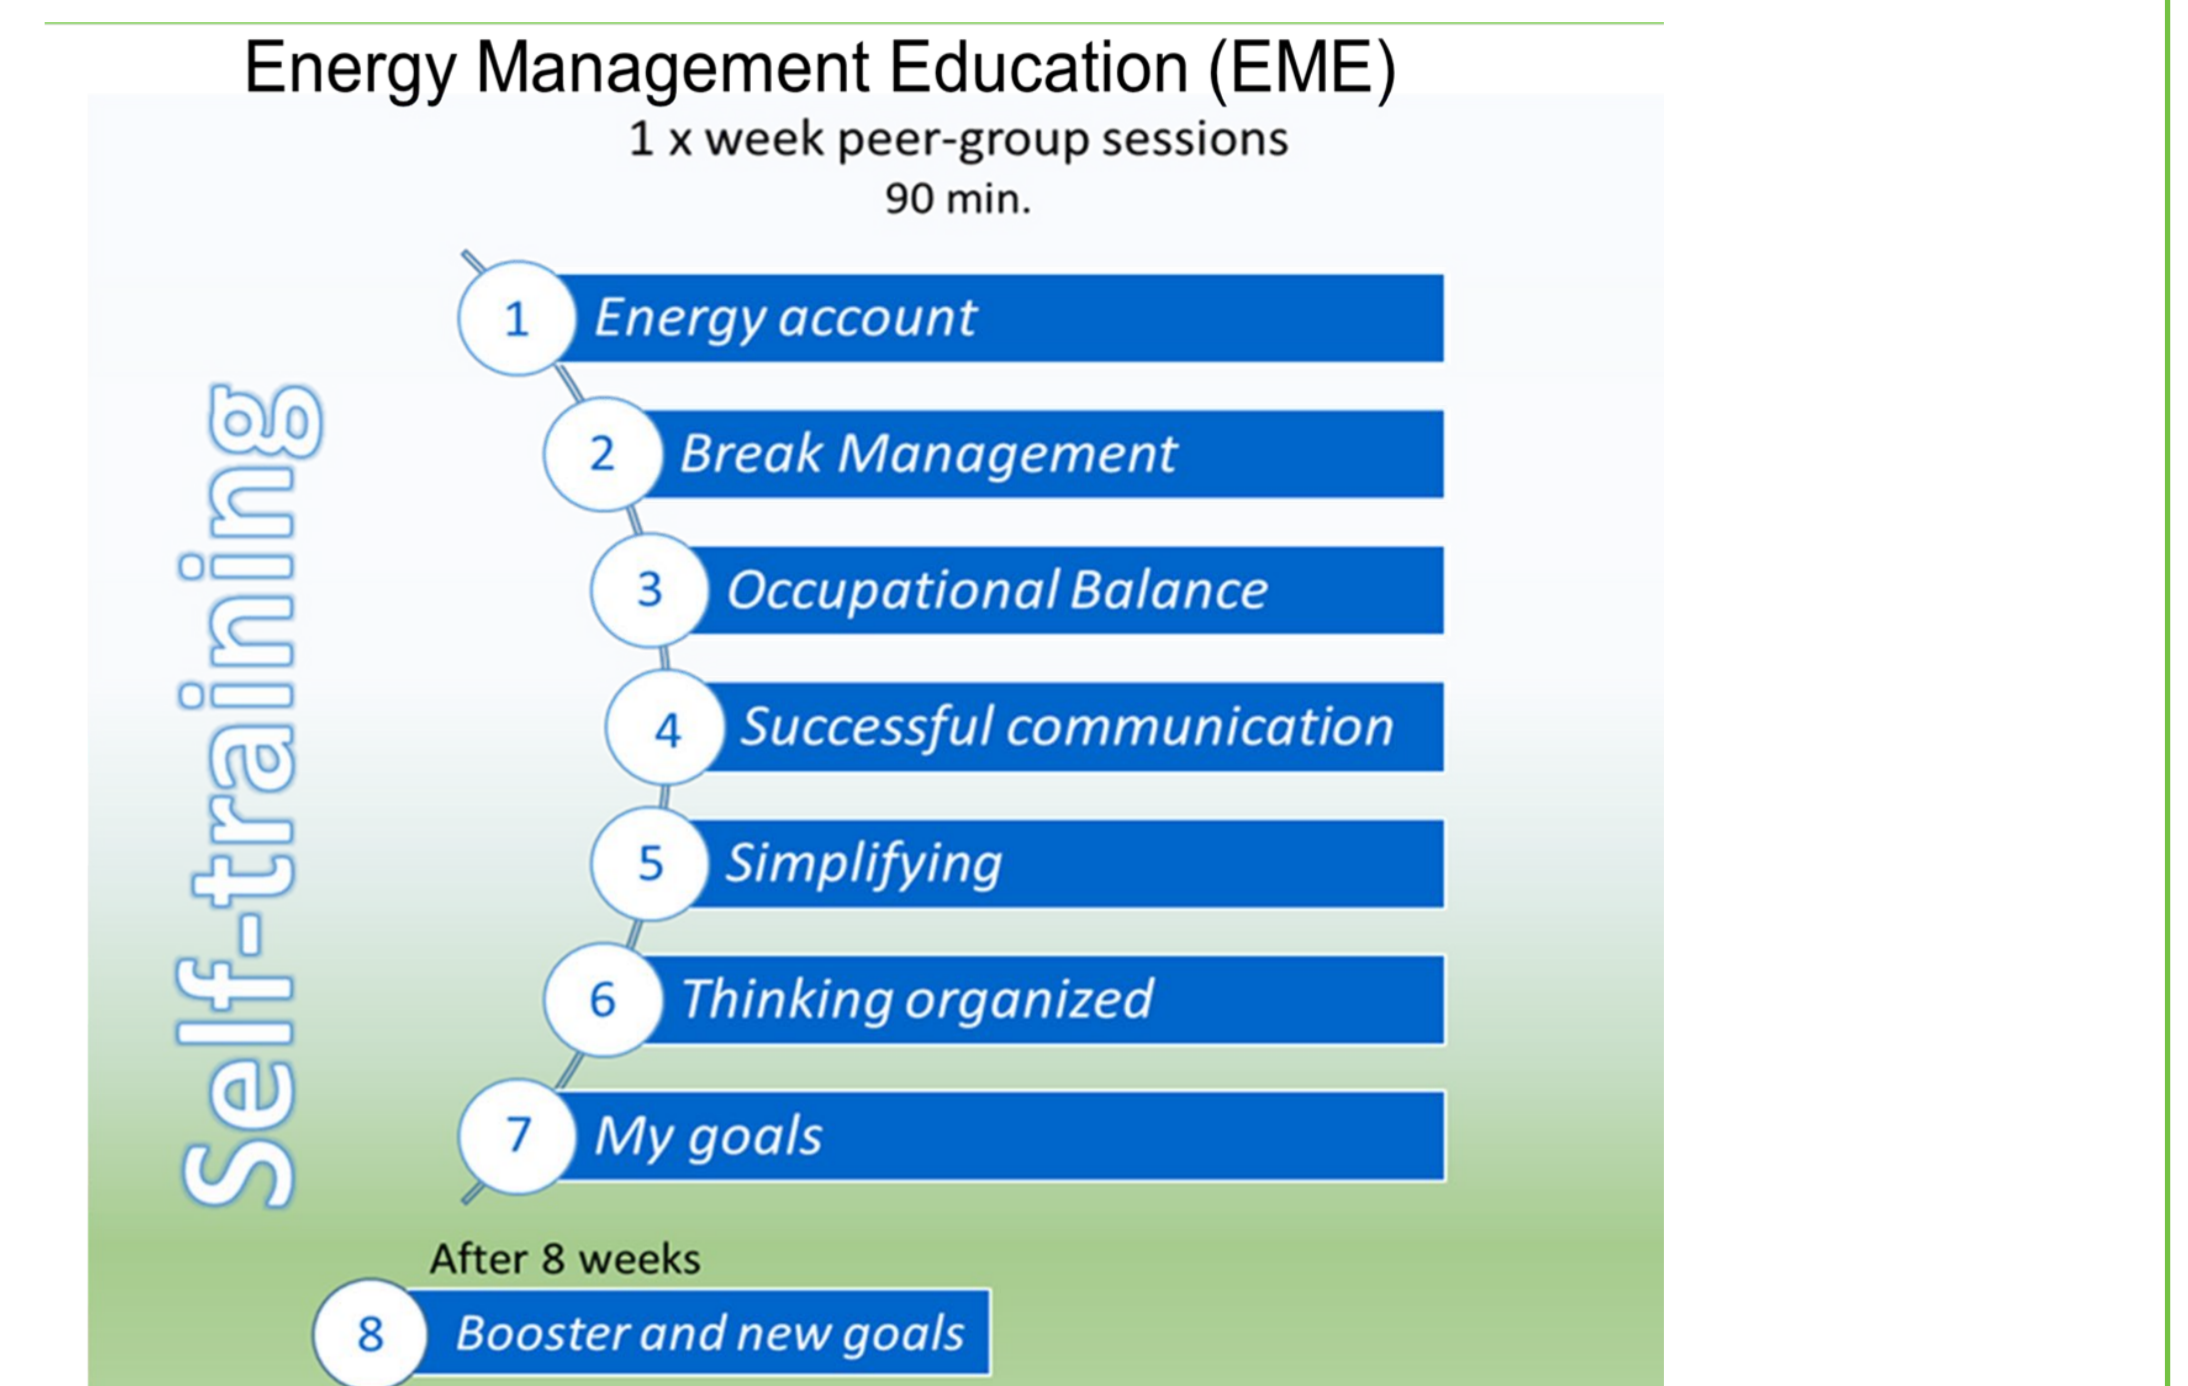 Energy Management Education (EME)
1 x week peer-group sessions
90 min.
Self-training
1 Energy account
2 Break Management
3 Occupational Balance
4 Successful communication
5 Simplifying
6 Thinking organized
7 My goals
After 8 weeks
8 Booster and new goals